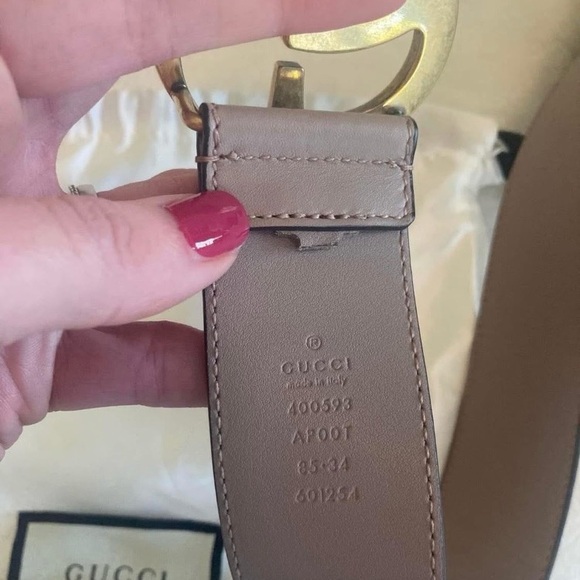 ®
GUCCI
made in Italy
400593
AP00T
85·34
601254
GUCCI